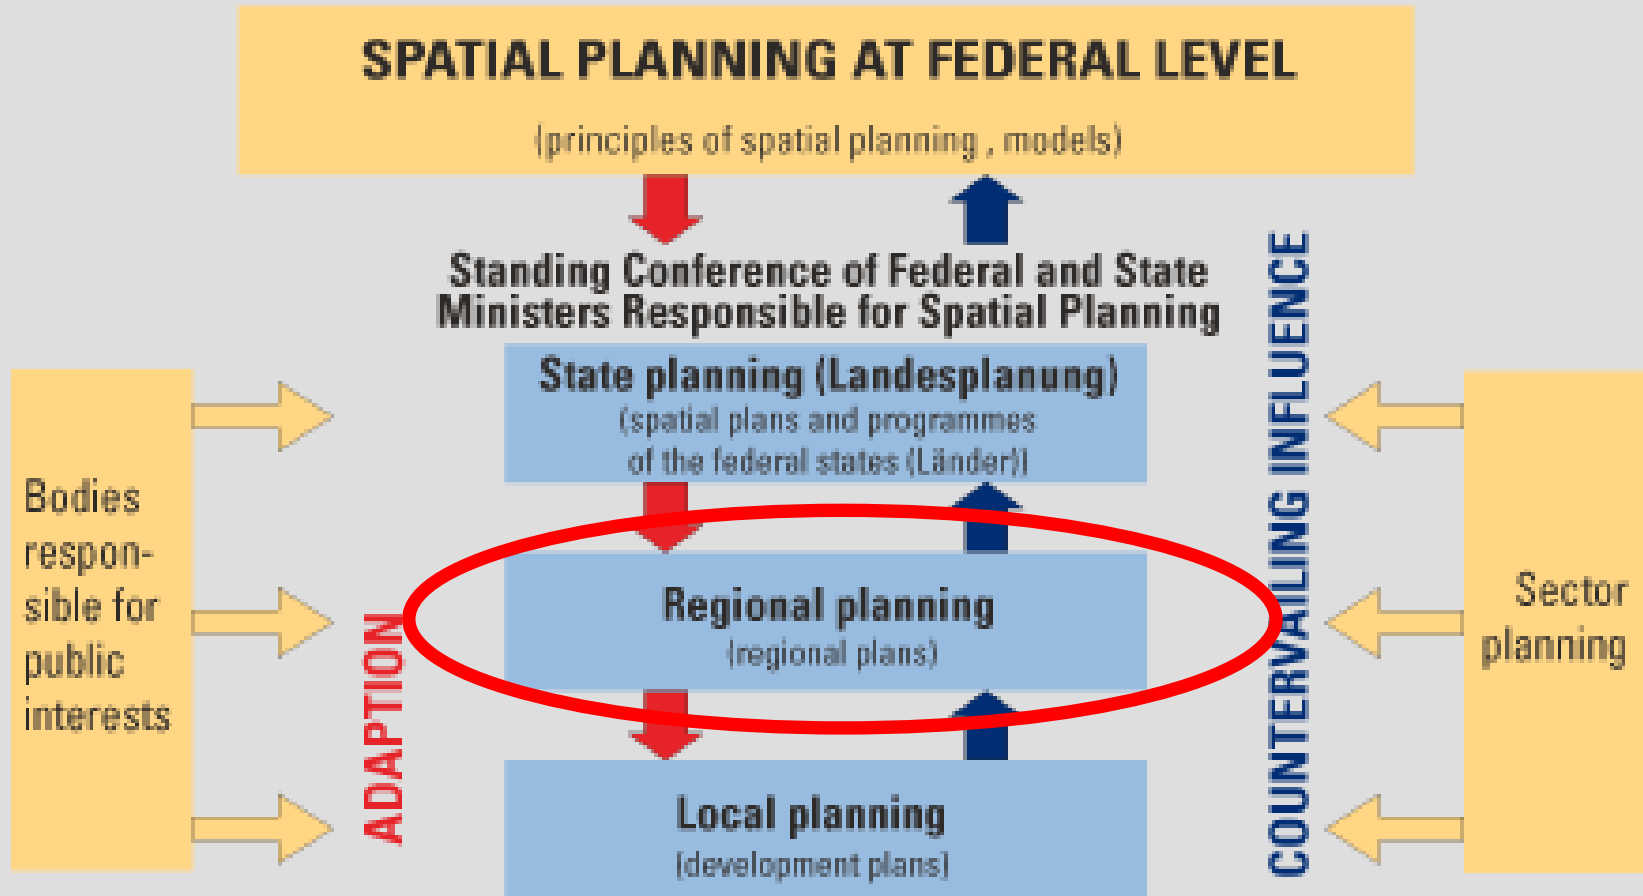 SPATIAL PLANNING AT FEDERAL LEVEL
(principles of spatial planning , models)
Standing Conference of Federal and State
Ministers Responsible for Spatial Planning
State planning (Landesplanung)
(spatial plans and programmes
of the federal states (Länder))
Bodies
respon-
sible for
public
interests
ADAPTION
Regional planning
(regional plans)
COUNTERVAILING INFLUENCE
Sector
planning
Local planning
(development plans)